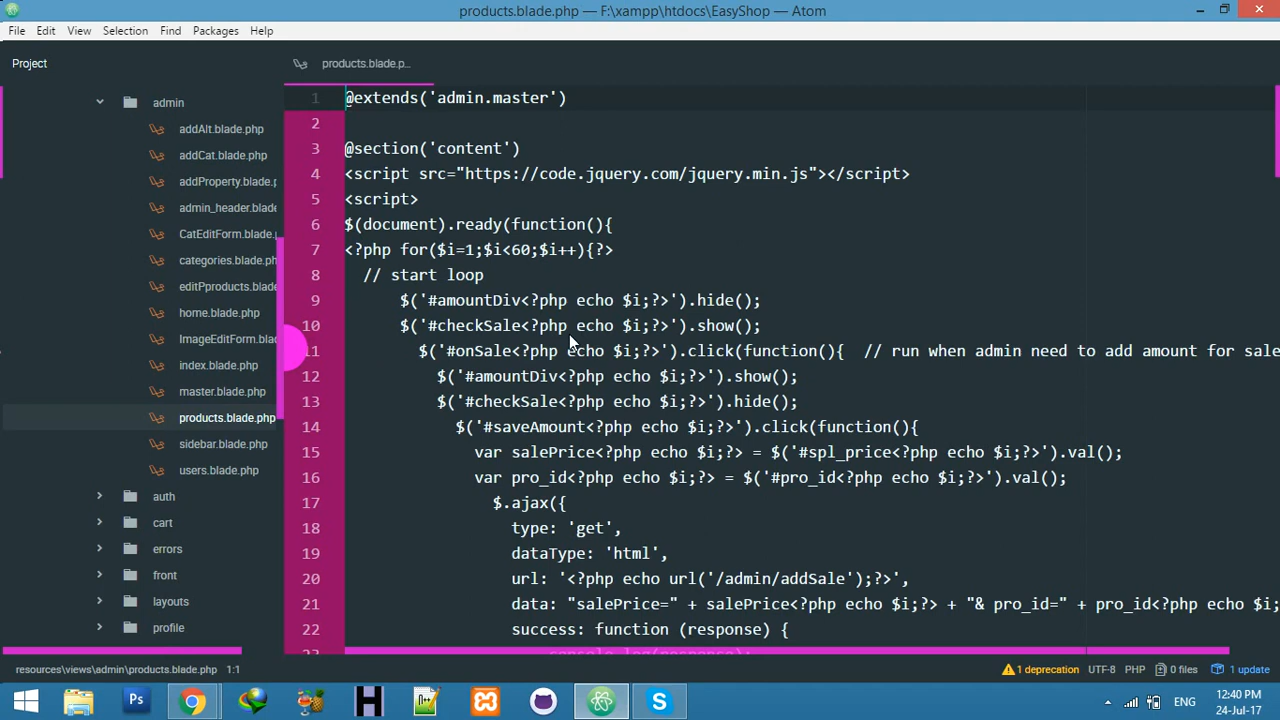 products.blade.php — F:\xampp\htdocs\EasyShop — Atom
File Edit View Selection Find Packages Help
Project
products.blade.p...
admin
addAlt.blade.php
addCat.blade.php
addProperty.blade.p
admin_header.blade
CatEditForm.blade.p
categories.blade.ph
editPproducts.blade
home.blade.php
ImageEditForm.blad
index.blade.php
master.blade.php
products.blade.php
sidebar.blade.php
users.blade.php
auth
cart
errors
front
layouts
profile
1 @extends('admin.master')
2
3 @section('content')
4 <script src="https://code.jquery.com/jquery.min.js"></script>
5 <script>
6 $(document).ready(function(){
7 <?php for($i=1;$i<60;$i++){?>
8 // start loop
9 $('#amountDiv<?php echo $i;?>').hide();
10 $('#checkSale<?php echo $i;?>').show();
11 $('#onSale<?php echo $i;?>').click(function(){ // run when admin need to add amount for sale
12 $('#amountDiv<?php echo $i;?>').show();
13 $('#checkSale<?php echo $i;?>').hide();
14 $('#saveAmount<?php echo $i;?>').click(function(){
15 var salePrice<?php echo $i;?> = $('#spl_price<?php echo $i;?>').val();
16 var pro_id<?php echo $i;?> = $('#pro_id<?php echo $i;?>').val();
17 $.ajax({
18 type: 'get',
19 dataType: 'html',
20 url: '<?php echo url('/admin/addSale');?>',
21 data: "salePrice=" + salePrice<?php echo $i;?> + "& pro_id=" + pro_id<?php echo $i;
22 success: function (response) {
23 console.log(response);
resources\views\admin\products.blade.php 1:1
1 deprecation UTF-8 PHP 0 files 1 update
Ps
H
S
ENG
12:40 PM
24-Jul-17